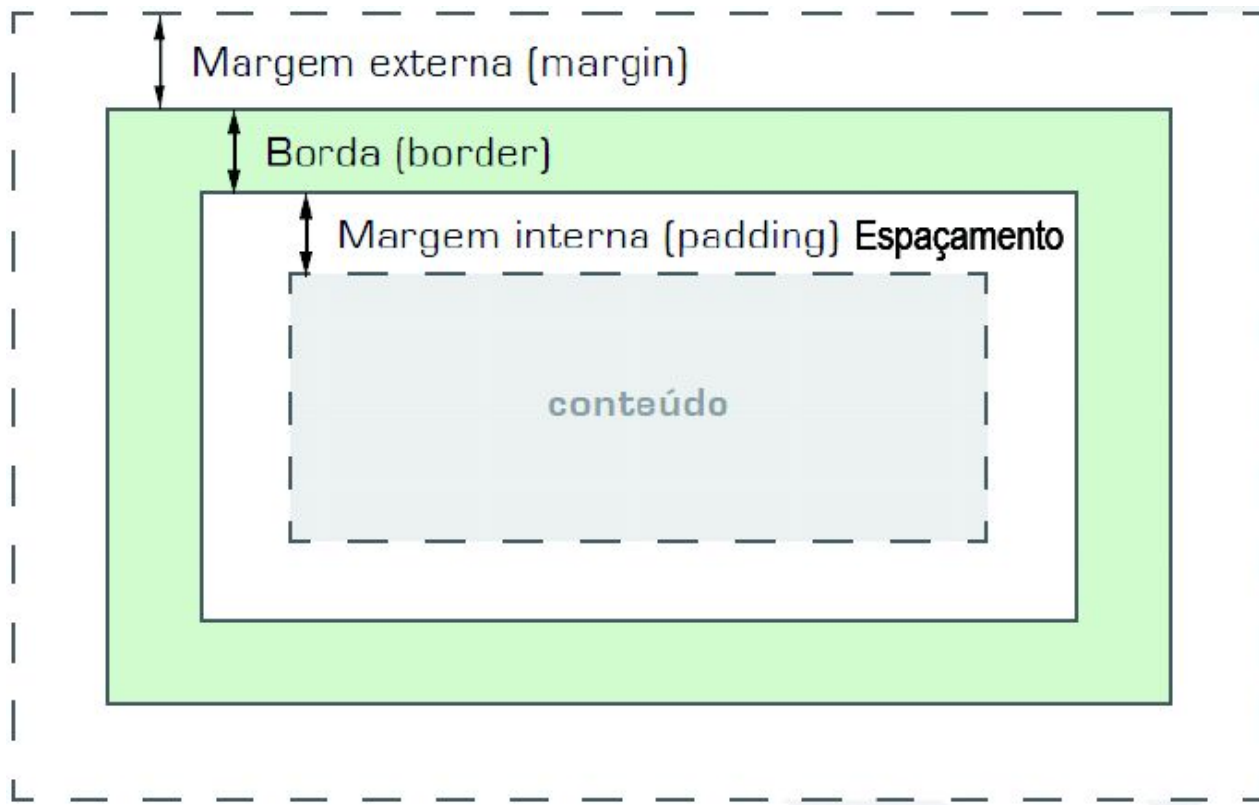 Margem externa (margin)
Borda (border)
Margem interna (padding) Espaçamento
conteúdo